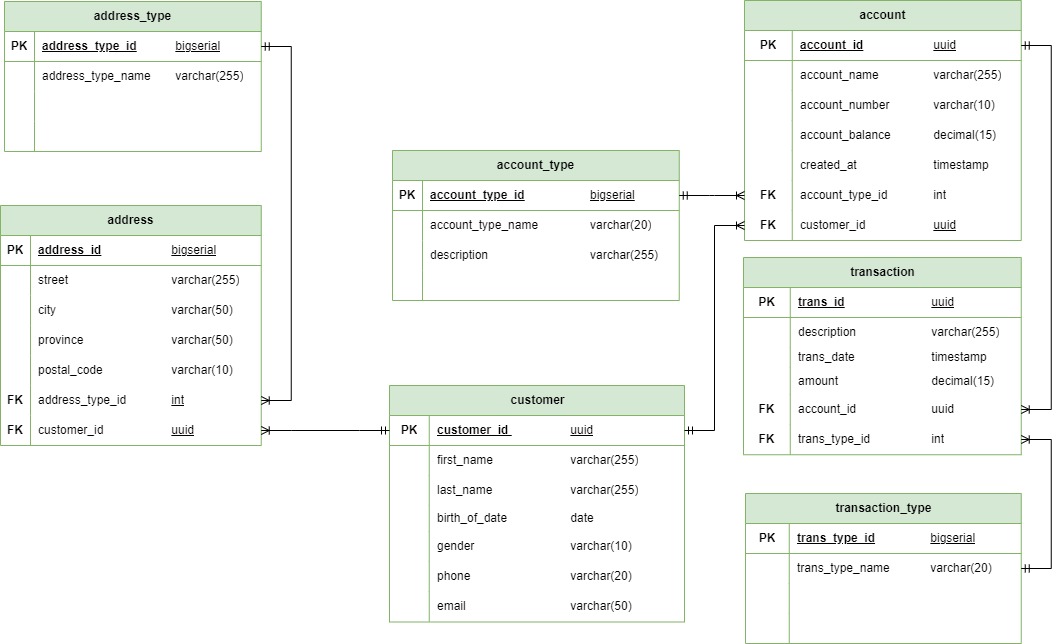 address_type
PK address_type_id bigserial
address_type_name varchar(255)
address
PK address_id bigserial
street varchar(255)
city varchar(50)
province varchar(50)
postal_code varchar(10)
FK address_type_id int
FK customer_id uuid
account_type
PK account_type_id bigserial
account_type_name varchar(20)
description varchar(255)
customer
PK customer_id uuid
first_name varchar(255)
last_name varchar(255)
birth_of_date date
gender varchar(10)
phone varchar(20)
email varchar(50)
account
PK account_id uuid
account_name varchar(255)
account_number varchar(10)
account_balance decimal(15)
created_at timestamp
FK account_type_id int
FK customer_id uuid
transaction
PK trans_id uuid
description varchar(255)
trans_date timestamp
amount decimal(15)
FK account_id uuid
FK trans_type_id int
transaction_type
PK trans_type_id bigserial
trans_type_name varchar(20)